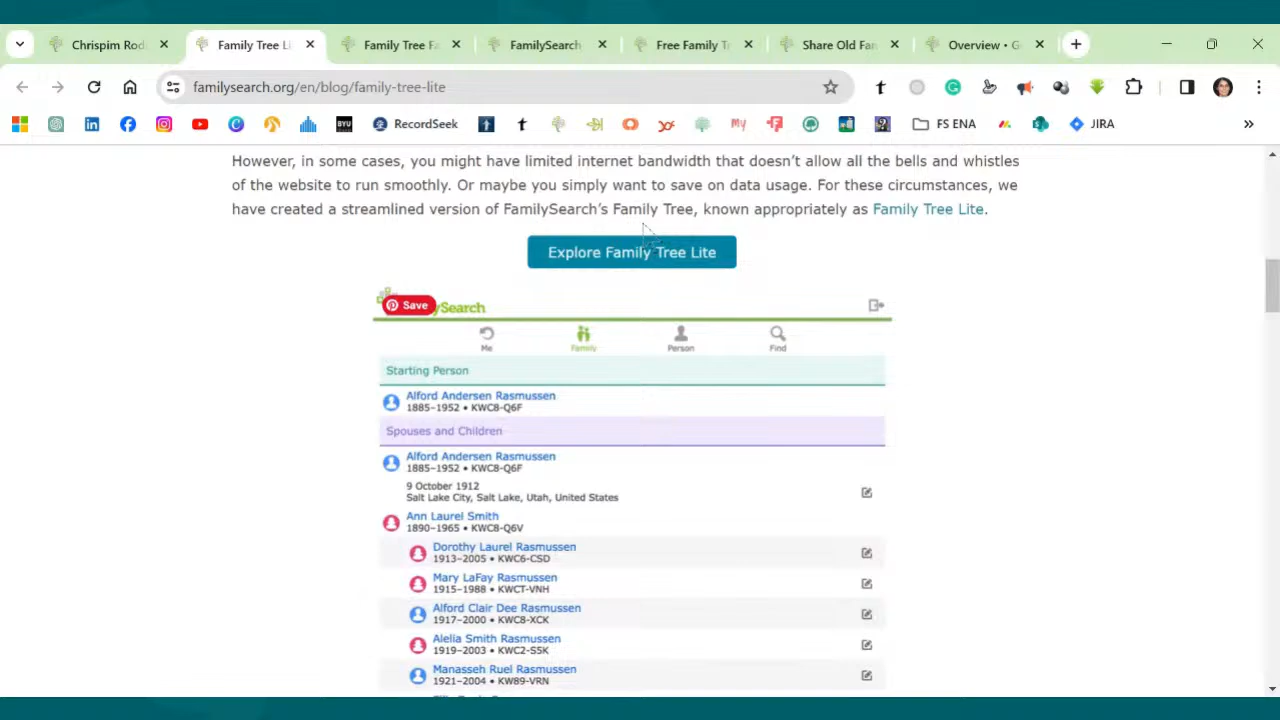 Chrispim Rod
Family Tree Li
Family Tree Fa
FamilySearch
Free Family T
Share Old Fam
Overview • G
familysearch.org/en/blog/family-tree-lite
BYU
RecordSeek
My
FS ENA
JIRA
However, in some cases, you might have limited internet bandwidth that doesn't allow all the bells and whistles
of the website to run smoothly. Or maybe you simply want to save on data usage. For these circumstances, we
have created a streamlined version of FamilySearch's Family Tree, known appropriately as Family Tree Lite.
Explore Family Tree Lite
Save
ySearch
Me
Family
Person
Find
Starting Person
Alford Andersen Rasmussen
1885–1952 • KWC8-Q6F
Spouses and Children
Alford Andersen Rasmussen
1885–1952 • KWC8-Q6F
9 October 1912
Salt Lake City, Salt Lake, Utah, United States
Ann Laurel Smith
1890–1965 • KWC8-Q6V
Dorothy Laurel Rasmussen
1913–2005 • KWC6-CSD
Mary LaFay Rasmussen
1915–1988 • KWCT-VNH
Alford Clair Dee Rasmussen
1917–2000 • KWC8-XCK
Alelia Smith Rasmussen
1919–2003 • KWC2-S5K
Manasseh Ruel Rasmussen
1921–2004 • KW89-VRN